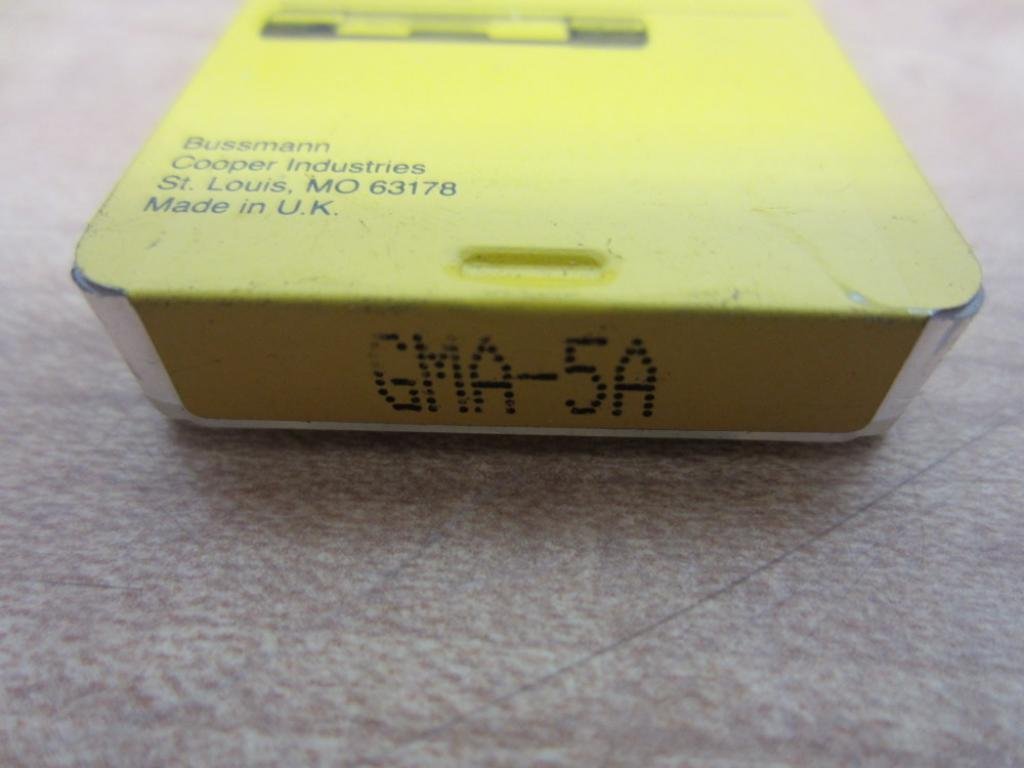 Bussmann
Cooper Industries
St. Louis, MO 63178
Made in U.K.
GMA-5A